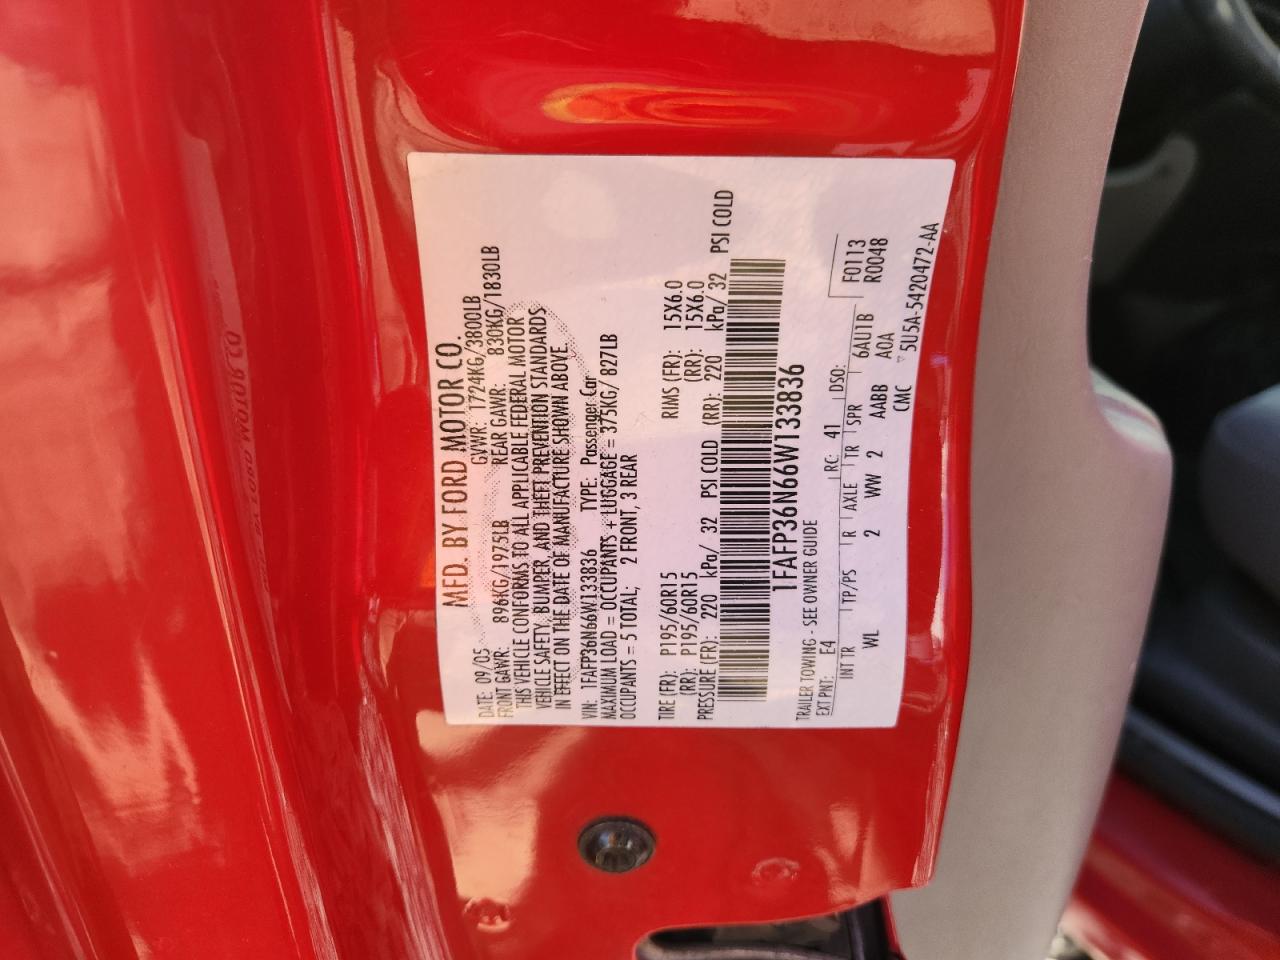 MFD. BY FORD MOTOR CO.
DATE: 09/05 GVWR: 1724KG/3800LB
FRONT GAWR: 896KG/1975LB REAR GAWR: 830KG/1830LB
THIS VEHICLE CONFORMS TO ALL APPLICABLE FEDERAL MOTOR
VEHICLE SAFETY, BUMPER, AND THEFT PREVENTION STANDARDS
IN EFFECT ON THE DATE OF MANUFACTURE SHOWN ABOVE.
VIN: 1FAFP36N66W133836 TYPE: Passenger Car
MAXIMUM LOAD = OCCUPANTS + LUGGAGE = 375KG/ 827LB
OCCUPANTS = 5 TOTAL; 2 FRONT, 3 REAR
TIRE (FR): P195/60R15 RIMS (FR): 15X6.0
(RR): P195/60R15 (RR): 15X6.0
PRESSURE (FR): 220 kPa/ 32 PSI COLD (RR): 220 kPa/ 32 PSI COLD
1FAFP36N66W133836
TRAILER TOWING - SEE OWNER GUIDE
EXT PNT: E4 RC: 41 DSO: F0113
R0048
INT TR TP/PS R AXLE TR SPR 6AU1B
WL 2 WW 2 AABB A0A
CMC ▽ 5U5A-5420472-AA